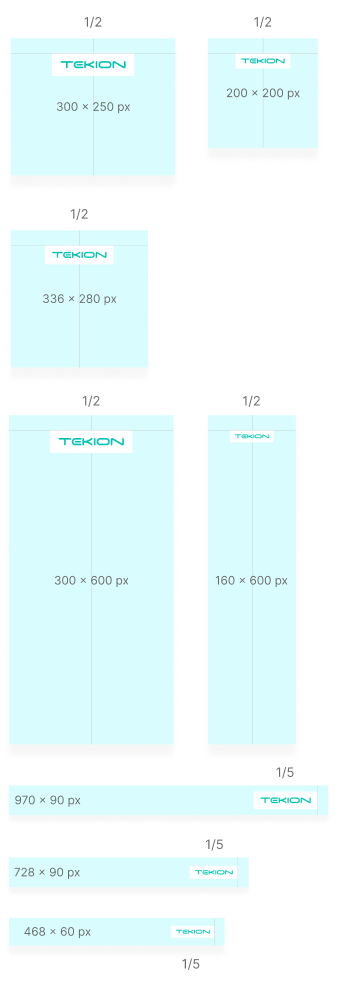 1/2
1/2
TEKION
TEKION
300 × 250 px
200 × 200 px
1/2
TEKION
336 × 280 px
1/2
1/2
TEKION
TEKION
300 × 600 px
160 × 600 px
1/5
970 × 90 px
TEKION
1/5
728 × 90 px
TEKION
468 × 60 px
TEKION
1/5